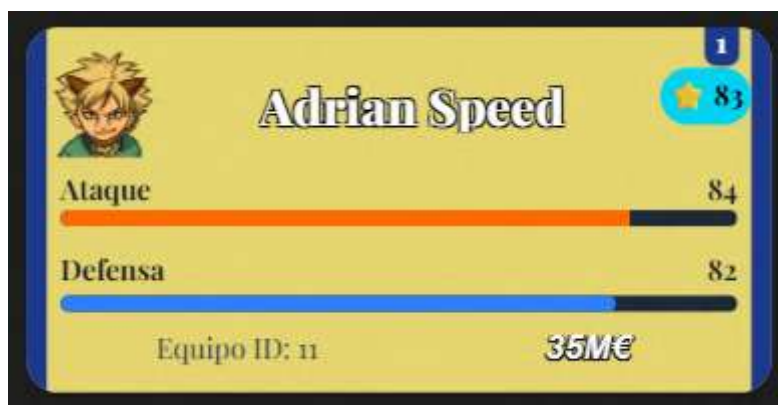 1
Adrian Speed
83
Ataque 84
Defensa 82
Equipo ID: 11 35M€